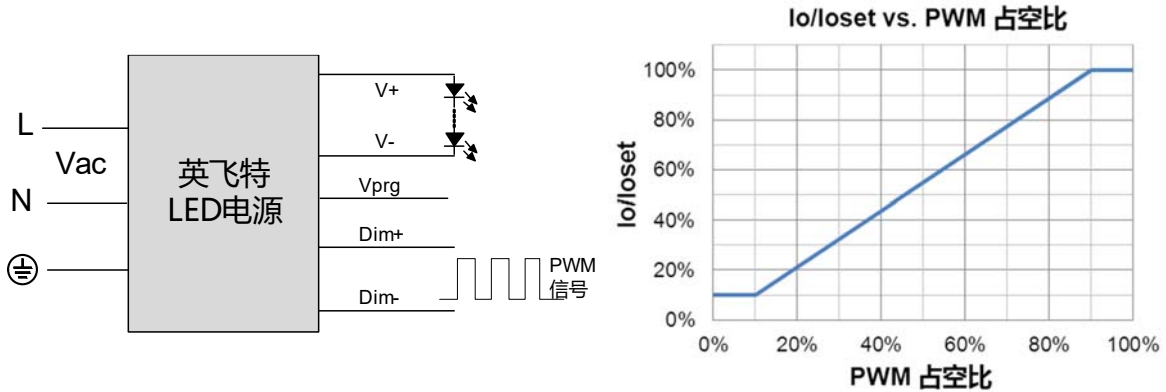 L
Vac
N
英飞特
LED电源
V+
V-
Vprg
Dim+
Dim-
PWM
信号
Io/Ioset vs. PWM 占空比
Io/Ioset
100%
80%
60%
40%
20%
0%
0% 20% 40% 60% 80% 100%
PWM 占空比